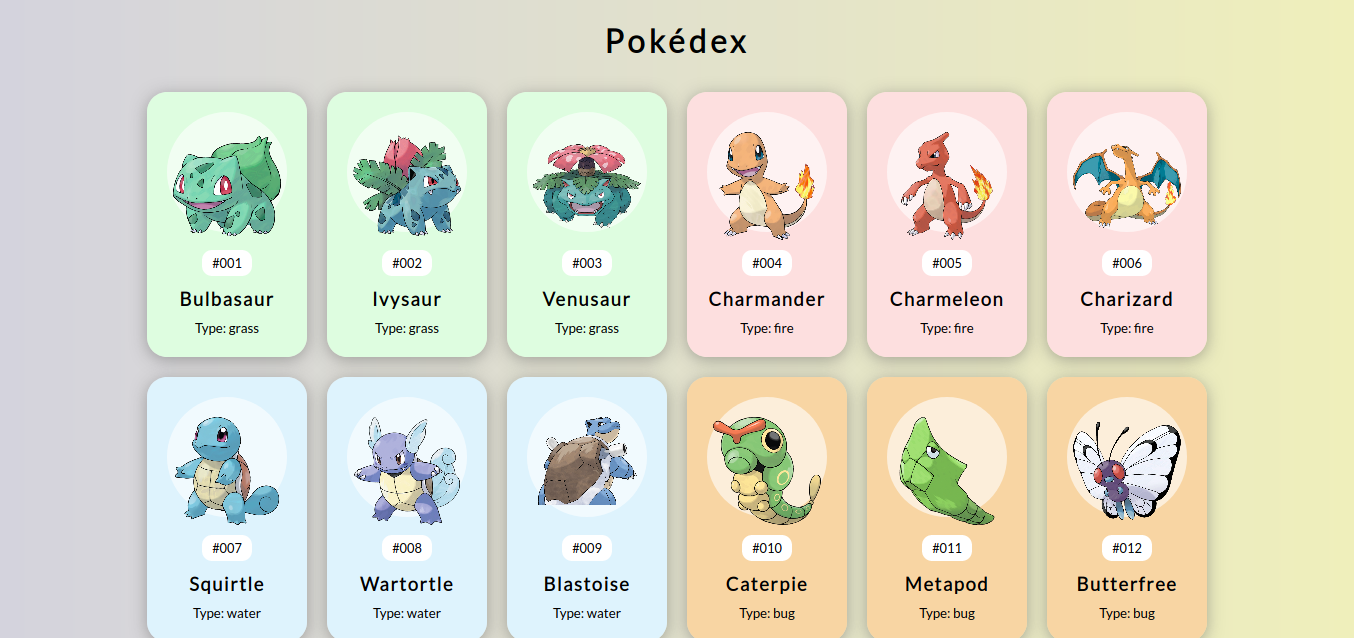 Pokédex
#001
Bulbasaur
Type: grass
#002
Ivysaur
Type: grass
#003
Venusaur
Type: grass
#004
Charmander
Type: fire
#005
Charmeleon
Type: fire
#006
Charizard
Type: fire
#007
Squirtle
Type: water
#008
Wartortle
Type: water
#009
Blastoise
Type: water
#010
Caterpie
Type: bug
#011
Metapod
Type: bug
#012
Butterfree
Type: bug